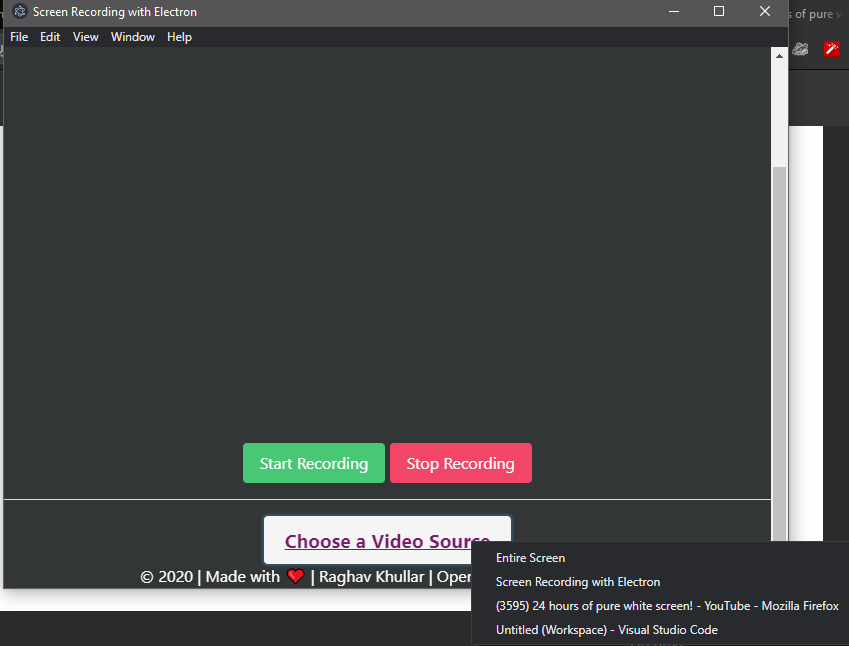 Screen Recording with Electron
s of pure w
File Edit View Window Help
Start Recording Stop Recording
Choose a Video Source
© 2020 | Made with ❤️ | Raghav Khullar | Open
Entire Screen
Screen Recording with Electron
(3595) 24 hours of pure white screen! - YouTube - Mozilla Firefox
Untitled (Workspace) - Visual Studio Code